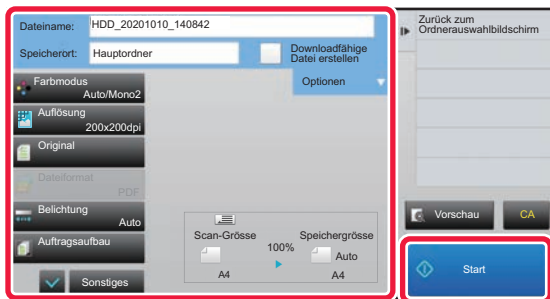 Dateiname:
HDD_20201010_140842
Speicherort:
Hauptordner
Downloadfähige
Datei erstellen
Optionen
Farbmodus
Auto/Mono2
Auflösung
200x200dpi
Original
Dateiformat
PDF
Belichtung
Auto
Auftragsaufbau
Sonstiges
Scan-Grösse
A4
100%
Speichergrösse
Auto
A4
Zurück zum
Ordnerauswahlbildschirm
Vorschau
CA
Start